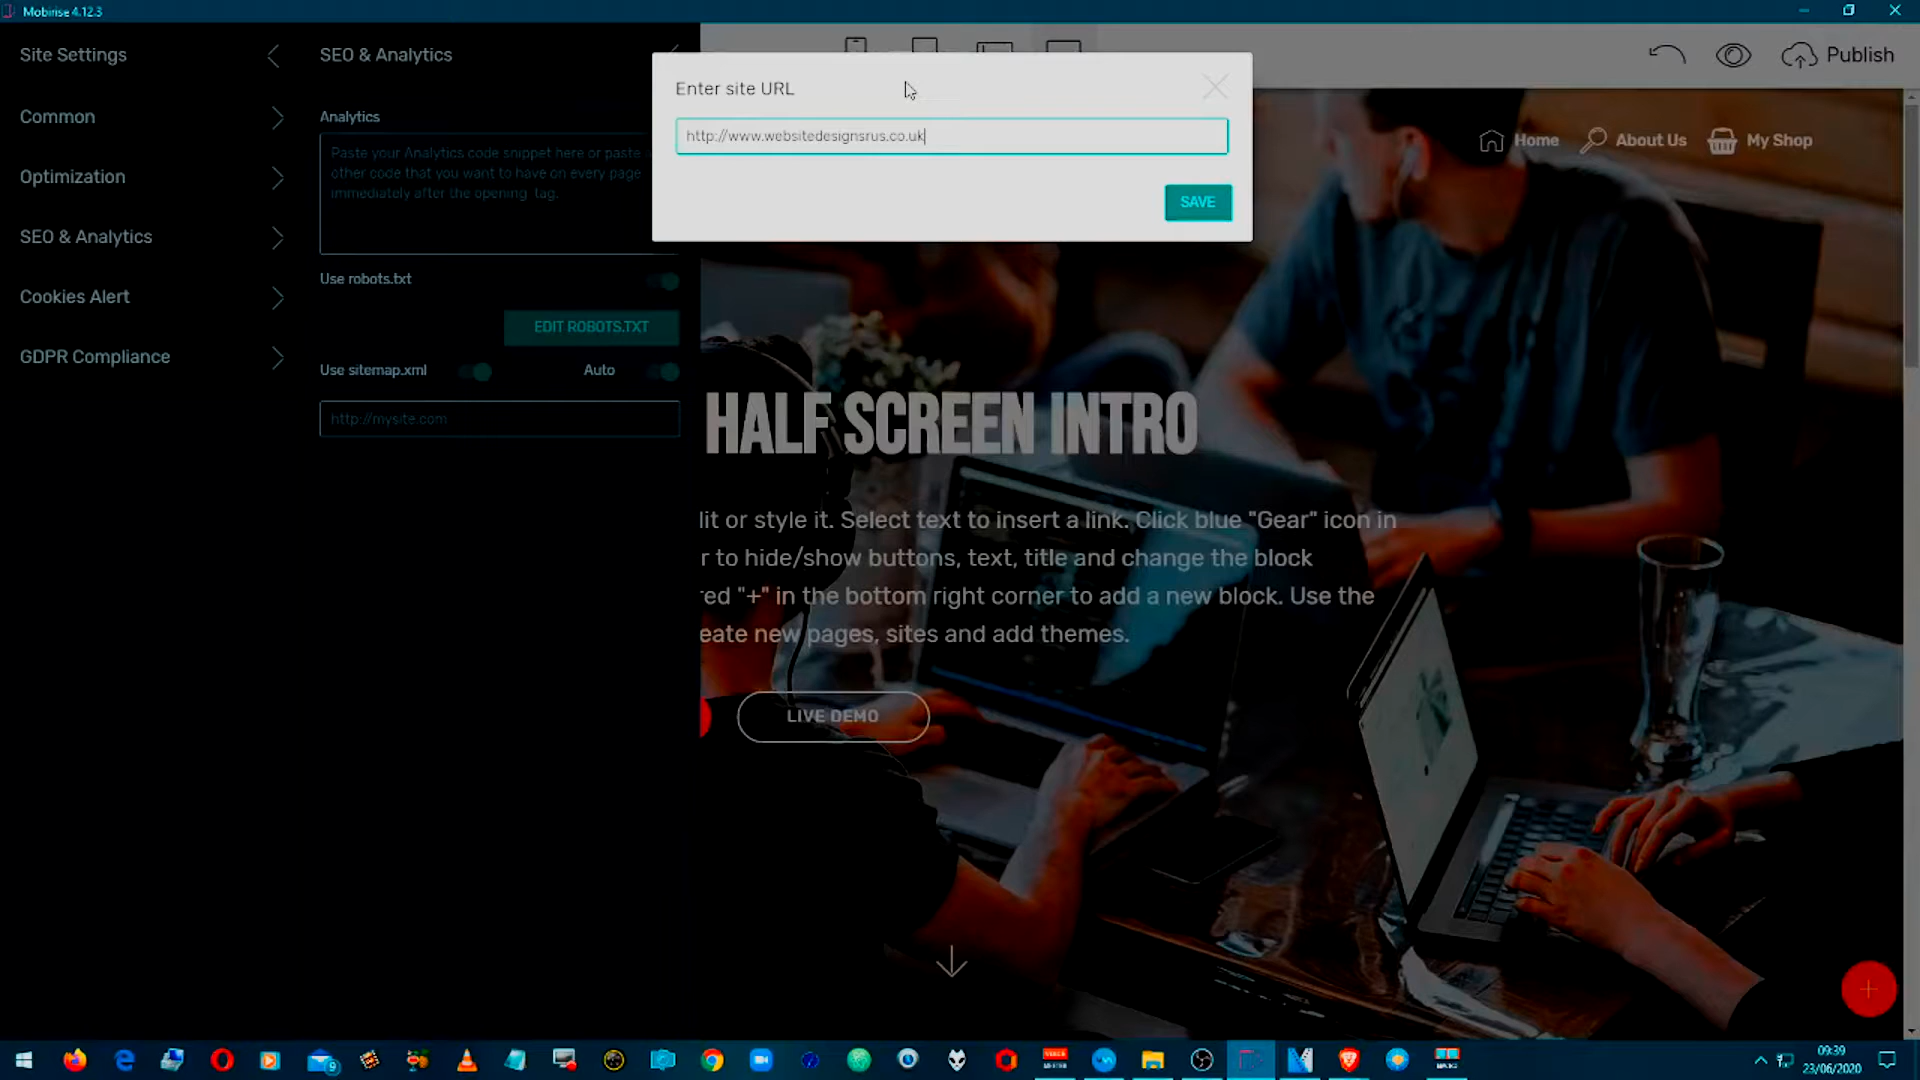 Mobirise 4.12.3
Site Settings
SEO & Analytics
Publish
Enter site URL
http://www.websitedesignsrus.co.uk
SAVE
Common
Optimization
SEO & Analytics
Cookies Alert
GDPR Compliance
Analytics
Paste your Analytics code snippet here or paste
other code that you want to have on every page
immediately after the opening tag.
Use robots.txt
EDIT ROBOTS.TXT
Use sitemap.xml
Auto
http://mysite.com
Home
About Us
My Shop
HALF SCREEN INTRO
lit or style it. Select text to insert a link. Click blue "Gear" icon in
r to hide/show buttons, text, title and change the block
red "+" in the bottom right corner to add a new block. Use the
eate new pages, sites and add themes.
LIVE DEMO
09:39
23/06/2020